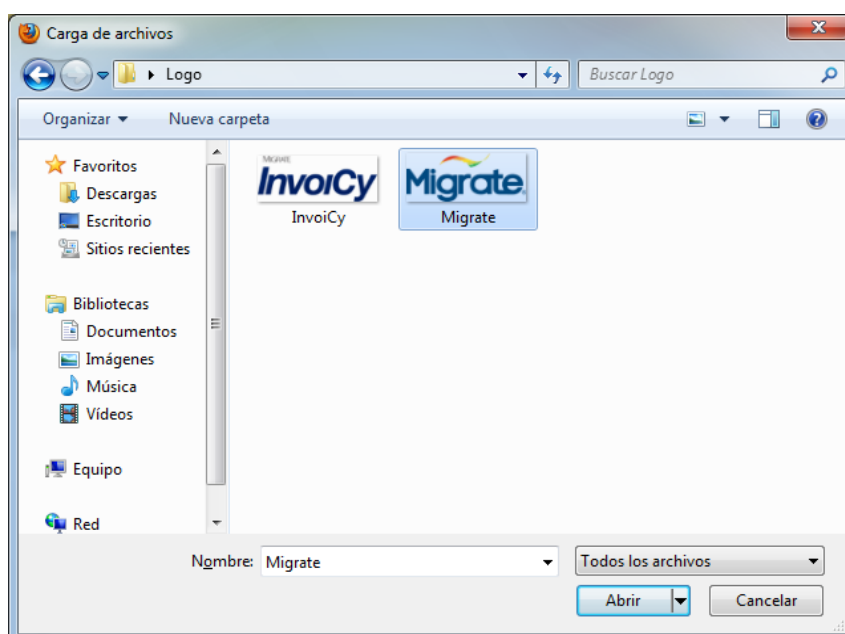 Carga de archivos
Logo
Buscar Logo
Organizar
Nueva carpeta
Favoritos
Descargas
Escritorio
Sitios recientes
Bibliotecas
Documentos
Imágenes
Música
Vídeos
Equipo
Red
MIGRATE
InvoiCy
InvoiCy
Migrate
Migrate
Nombre: Migrate
Todos los archivos
Abrir
Cancelar